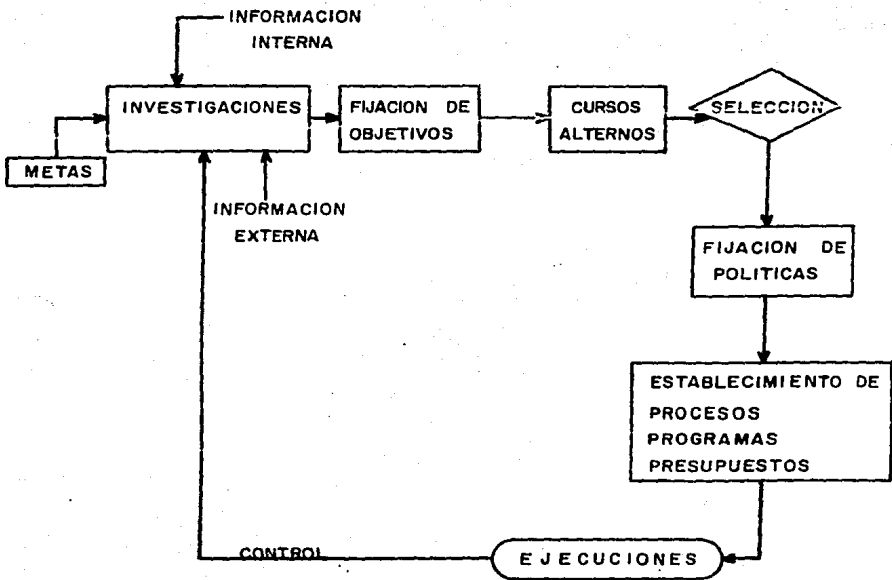 INFORMACION
INTERNA
INVESTIGACIONES
FIJACION DE
OBJETIVOS
CURSOS
ALTERNOS
SELECCION
METAS
INFORMACION
EXTERNA
FIJACION DE
POLITICAS
ESTABLECIMIENTO DE
PROCESOS
PROGRAMAS
PRESUPUESTOS
CONTROL
EJECUCIONES